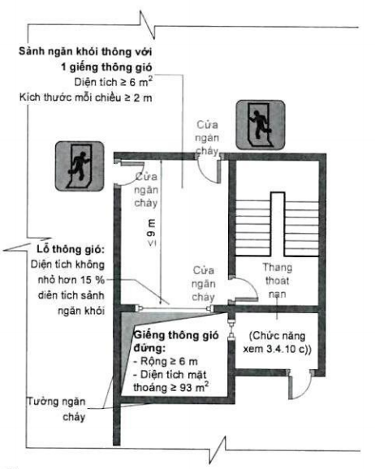 Sảnh ngăn khói thông với
1 giếng thông gió
Diện tích ≥ 6 m²
Kích thước mỗi chiều ≥ 2 m
Cửa
ngăn
cháy
Cửa
ngăn
cháy
≤ 9 m
Lỗ thông gió:
Diện tích không
nhỏ hơn 15 %
diên tích sảnh
ngăn khói
Cửa
ngăn
cháy
Thang
thoát
nạn
Giếng thông gió
đứng:
- Rộng ≥ 6 m
- Diện tích mặt
thoáng ≥ 93 m²
(Chức năng
xem 3.4.10 c))
Tường ngăn
cháy